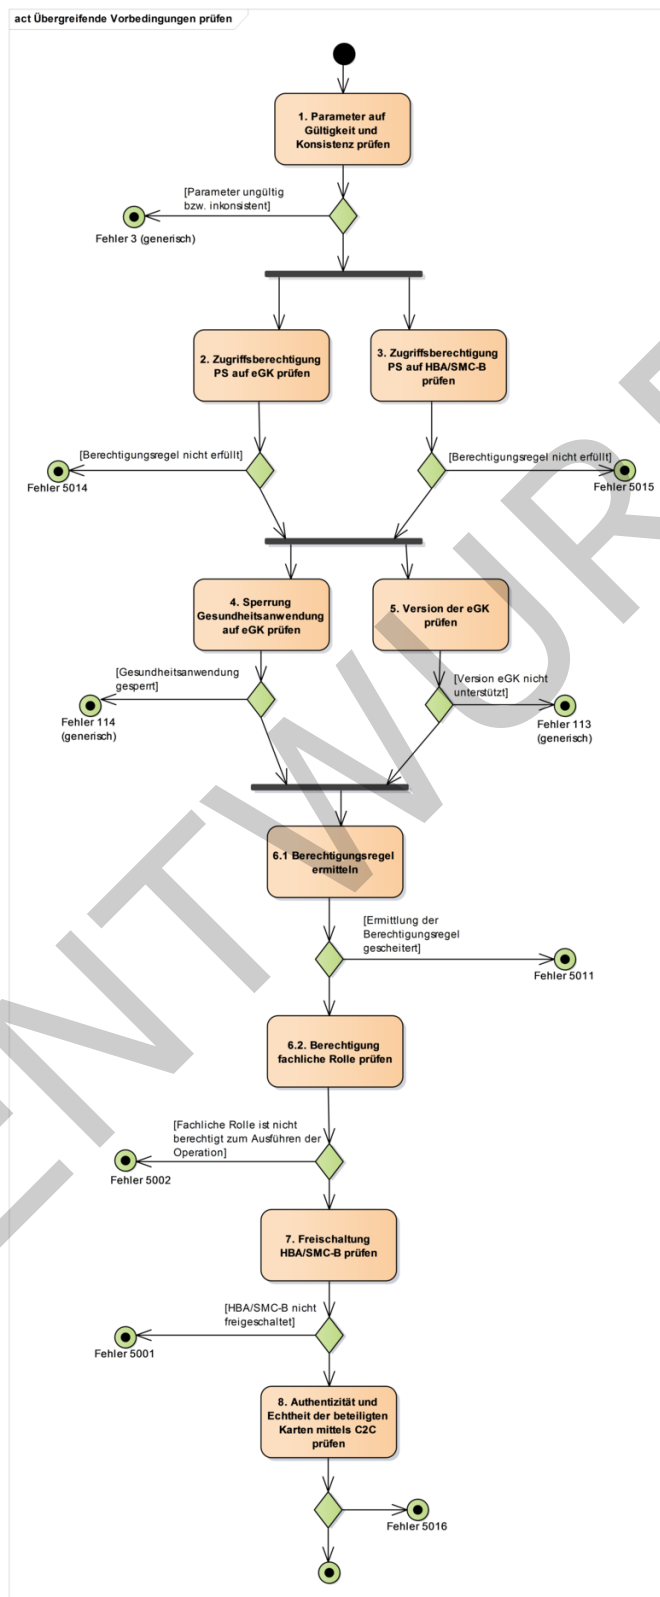 act Übergreifende Vorbedingungen prüfen
1. Parameter auf
Gültigkeit und
Konsistenz prüfen
[Parameter ungültig
bzw. inkonsistent]
Fehler 3 (generisch)
2. Zugriffsberechtigung
PS auf eGK prüfen
3. Zugriffsberechtigung
PS auf HBA/SMC-B
prüfen
[Berechtigungsregel nicht erfüllt]
Fehler 5014
[Berechtigungsregel nicht erfüllt]
Fehler 5015
4. Sperrung
Gesundheitsanwendung
auf eGK prüfen
5. Version der eGK
prüfen
[Gesundheitsanwendung
gesperrt]
Fehler 114
(generisch)
[Version eGK nicht
unterstützt]
Fehler 113
(generisch)
6.1 Berechtigungsregel
ermitteln
[Ermittlung der
Berechtigungsregel
gescheitert]
Fehler 5011
6.2. Berechtigung
fachliche Rolle prüfen
[Fachliche Rolle ist nicht
berechtigt zum Ausführen der
Operation]
Fehler 5002
7. Freischaltung
HBA/SMC-B prüfen
[HBA/SMC-B nicht
freigeschaltet]
Fehler 5001
8. Authentizität und
Echtheit der beteiligten
Karten mittels C2C
prüfen
Fehler 5016
ENTWURF